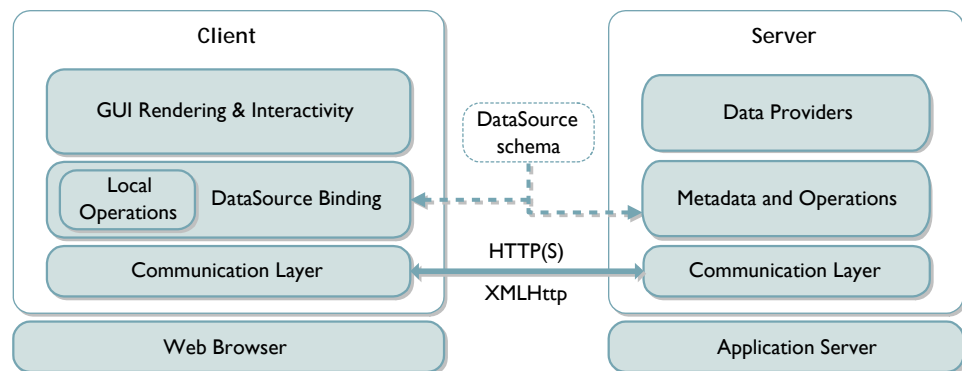 Client
GUI Rendering & Interactivity
Local
Operations
DataSource Binding
Communication Layer
Web Browser
DataSource
schema
HTTP(S)
XMLHttp
Server
Data Providers
Metadata and Operations
Communication Layer
Application Server